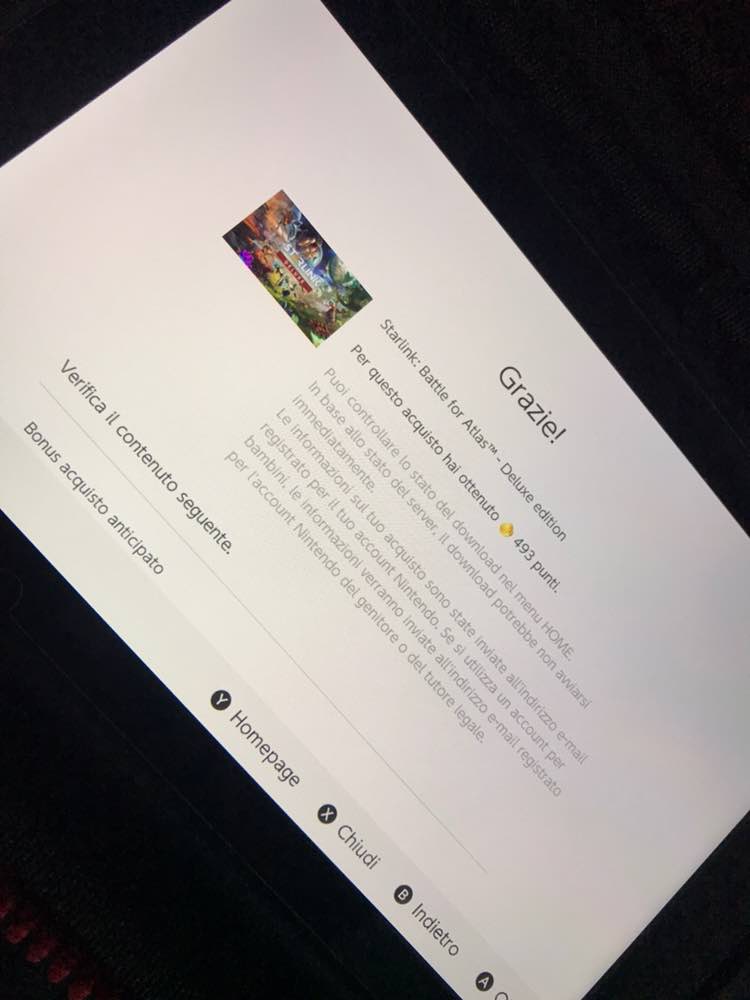 Grazie!
STARLINK
DELUXE
Starlink: Battle for Atlas™ - Deluxe edition
Per questo acquisto hai ottenuto 493 punti.
Puoi controllare lo stato del download nel menu HOME.
In base allo stato del server, il download potrebbe non avviarsi
immediatamente.
Le informazioni sul tuo acquisto sono state inviate all'indirizzo e-mail
registrato per il tuo account Nintendo. Se si utilizza un account per
bambini, le informazioni verranno inviate all'indirizzo e-mail registrato
per l'account Nintendo del genitore o del tutore legale.
Verifica il contenuto seguente.
Bonus acquisto anticipato
Y Homepage X Chiudi B Indietro A